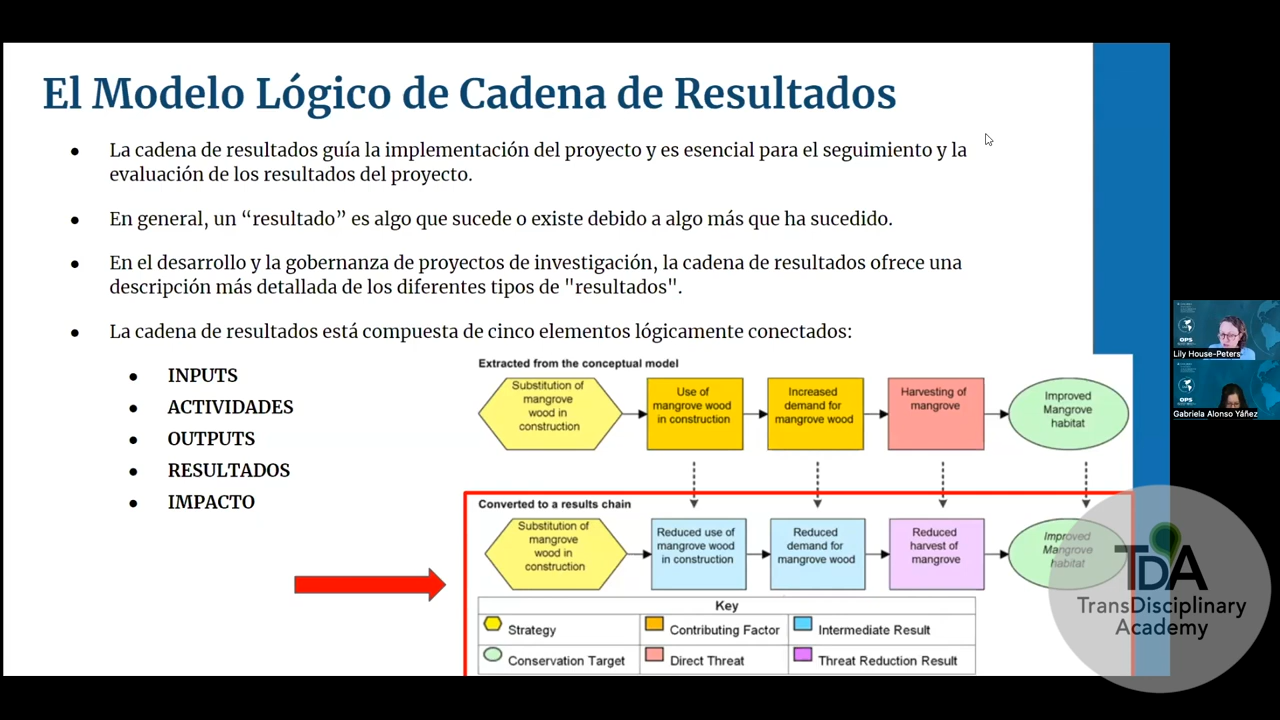 El Modelo Lógico de Cadena de Resultados
● La cadena de resultados guía la implementación del proyecto y es esencial para el seguimiento y la
evaluación de los resultados del proyecto.
● En general, un “resultado” es algo que sucede o existe debido a algo más que ha sucedido.
● En el desarrollo y la gobernanza de proyectos de investigación, la cadena de resultados ofrece una
descripción más detallada de los diferentes tipos de "resultados".
● La cadena de resultados está compuesta de cinco elementos lógicamente conectados:
● INPUTS
● ACTIVIDADES
● OUTPUTS
● RESULTADOS
● IMPACTO
Extracted from the conceptual model
Substitution of
mangrove
wood in
construction
Use of
mangrove wood
in construction
Increased
demand for
mangrove wood
Harvesting of
mangrove
Improved
Mangrove
habitat
Converted to a results chain
Substitution of
mangrove
wood in
construction
Reduced use of
mangrove wood
in construction
Reduced
demand for
mangrove wood
Reduced
harvest of
mangrove
Improved
Mangrove
habitat
Key
Strategy
Contributing Factor
Intermediate Result
Conservation Target
Direct Threat
Threat Reduction Result
OPS
Lily House-Peters
OPS
Gabriela Alonso Yáñez
TDA
TransDisciplinary
Academy